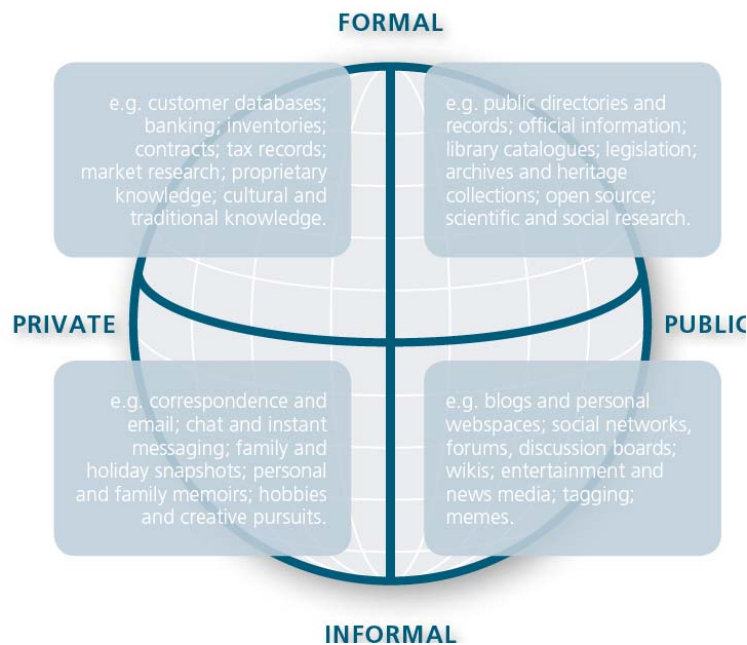 FORMAL
e.g. customer databases;
banking; inventories;
contracts; tax records;
market research; proprietary
knowledge; cultural and
traditional knowledge.
e.g. public directories and
records; official information;
library catalogues; legislation;
archives and heritage
collections; open source;
scientific and social research.
PRIVATE
PUBLIC
e.g. correspondence and
email; chat and instant
messaging; family and
holiday snapshots; personal
and family memoirs; hobbies
and creative pursuits.
e.g. blogs and personal
webspaces; social networks,
forums, discussion boards;
wikis; entertainment and
news media; tagging;
memes.
INFORMAL